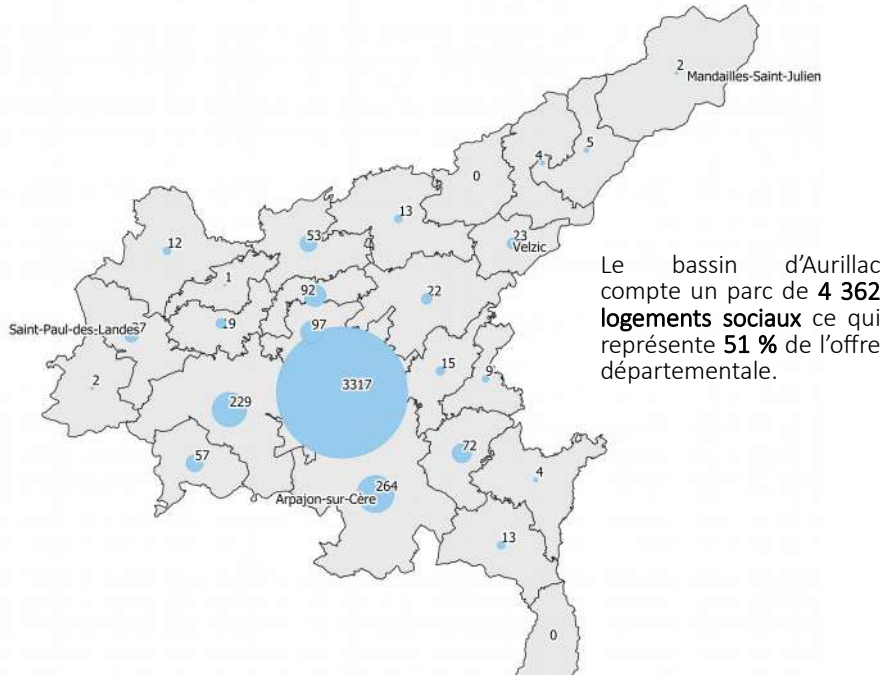 2
Mandailles-Saint-Julien
5
4
0
13
23
Velzic
53
12
1
92
22
Saint-Paul-des-Landes
19
97
2
15
9
3317
229
72
57
264
4
Arpajon-sur-Cère
13
0
Le bassin d’Aurillac
compte un parc de 4 362
logements sociaux ce qui
représente 51 % de l’offre
départementale.